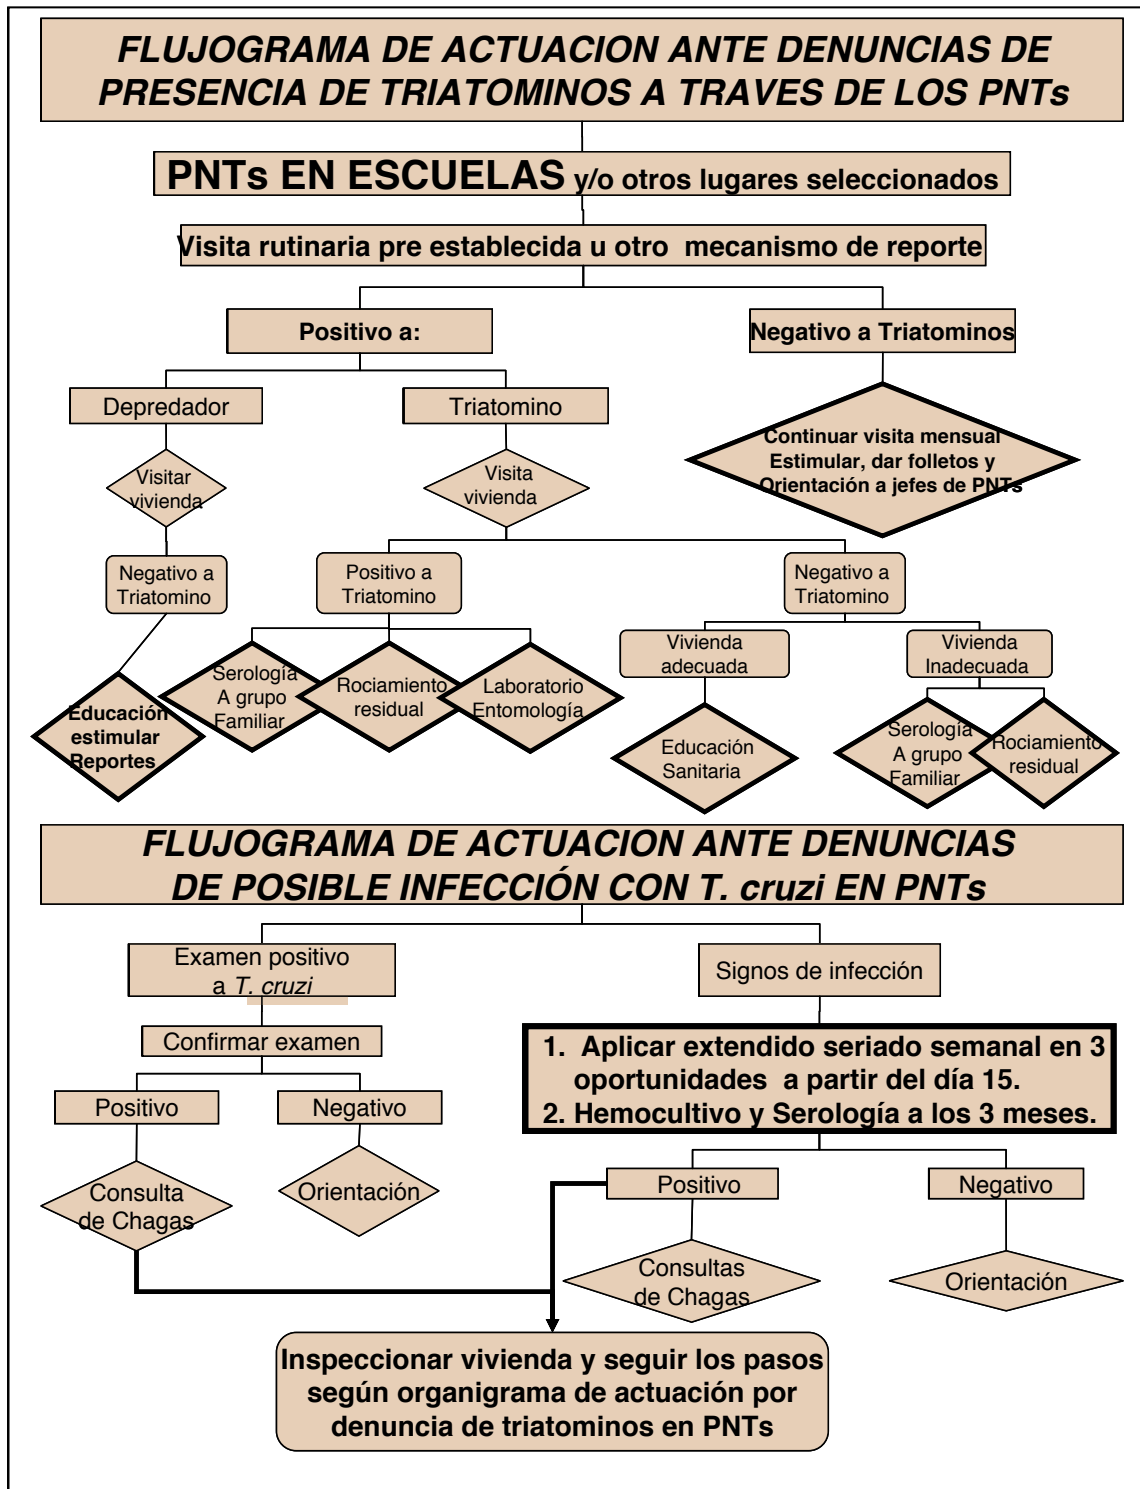 FLUJOGRAMA DE ACTUACION ANTE DENUNCIAS DE
PRESENCIA DE TRIATOMINOS A TRAVES DE LOS PNTs
PNTs EN ESCUELAS y/o otros lugares seleccionados
Visita rutinaria pre establecida u otro mecanismo de reporte
Positivo a:
Negativo a Triatominos
Depredador
Triatomino
Continuar visita mensual
Estimular, dar folletos y
Orientación a jefes de PNTs
Visitar
vivienda
Visita
vivienda
Negativo a
Triatomino
Positivo a
Triatomino
Negativo a
Triatomino
Vivienda
adecuada
Vivienda
Inadecuada
Educación
estimular
Reportes
Serología
A grupo
Familiar
Rociamiento
residual
Laboratorio
Entomología
Educación
Sanitaria
Serología
A grupo
Familiar
Rociamiento
residual
FLUJOGRAMA DE ACTUACION ANTE DENUNCIAS
DE POSIBLE INFECCIÓN CON T. cruzi EN PNTs
Examen positivo
a T. cruzi
Signos de infección
Confirmar examen
1. Aplicar extendido seriado semanal en 3
oportunidades a partir del día 15.
2. Hemocultivo y Serología a los 3 meses.
Positivo
Negativo
Consulta
de Chagas
Orientación
Positivo
Negativo
Consultas
de Chagas
Orientación
Inspeccionar vivienda y seguir los pasos
según organigrama de actuación por
denuncia de triatominos en PNTs